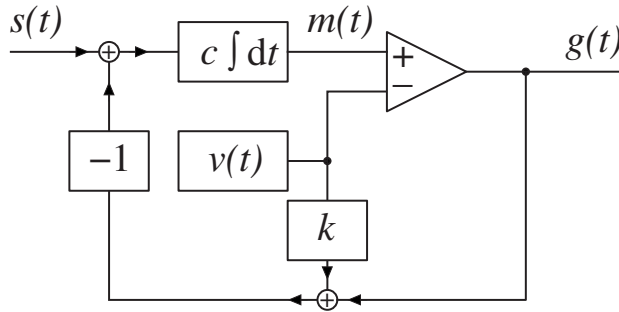 s(t)
+
c ∫ dt
m(t)
+
−
g(t)
−1
v(t)
k
+